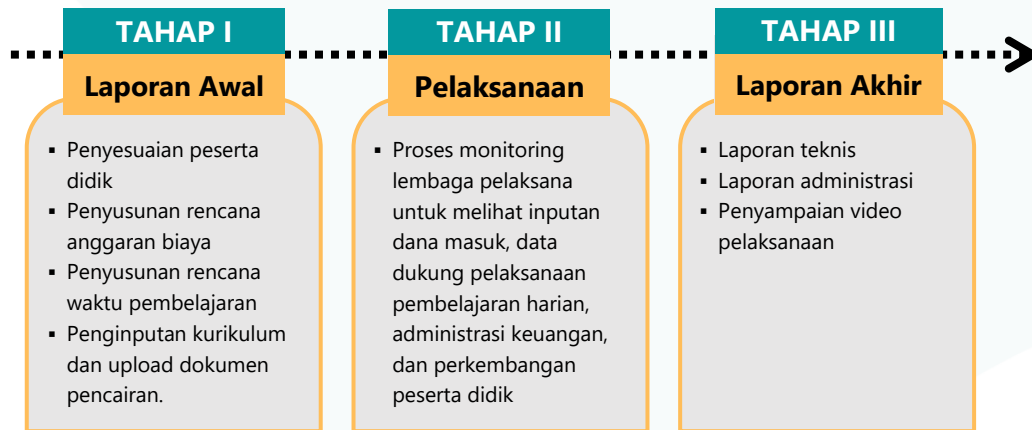 TAHAP I
Laporan Awal
▪ Penyesuaian peserta
didik
▪ Penyusunan rencana
anggaran biaya
▪ Penyusunan rencana
waktu pembelajaran
▪ Penginputan kurikulum
dan upload dokumen
pencairan.
TAHAP II
Pelaksanaan
▪ Proses monitoring
lembaga pelaksana
untuk melihat inputan
dana masuk, data
dukung pelaksanaan
pembelajaran harian,
administrasi keuangan,
dan perkembangan
peserta didik
TAHAP III
Laporan Akhir
▪ Laporan teknis
▪ Laporan administrasi
▪ Penyampaian video
pelaksanaan